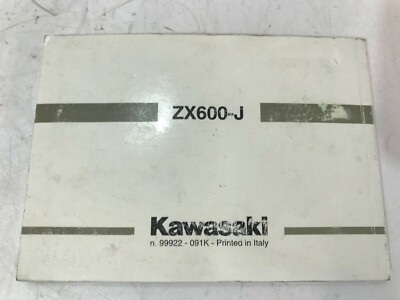 ZX600-J
Kawasaki
n. 99922 - 091K - Printed in Italy